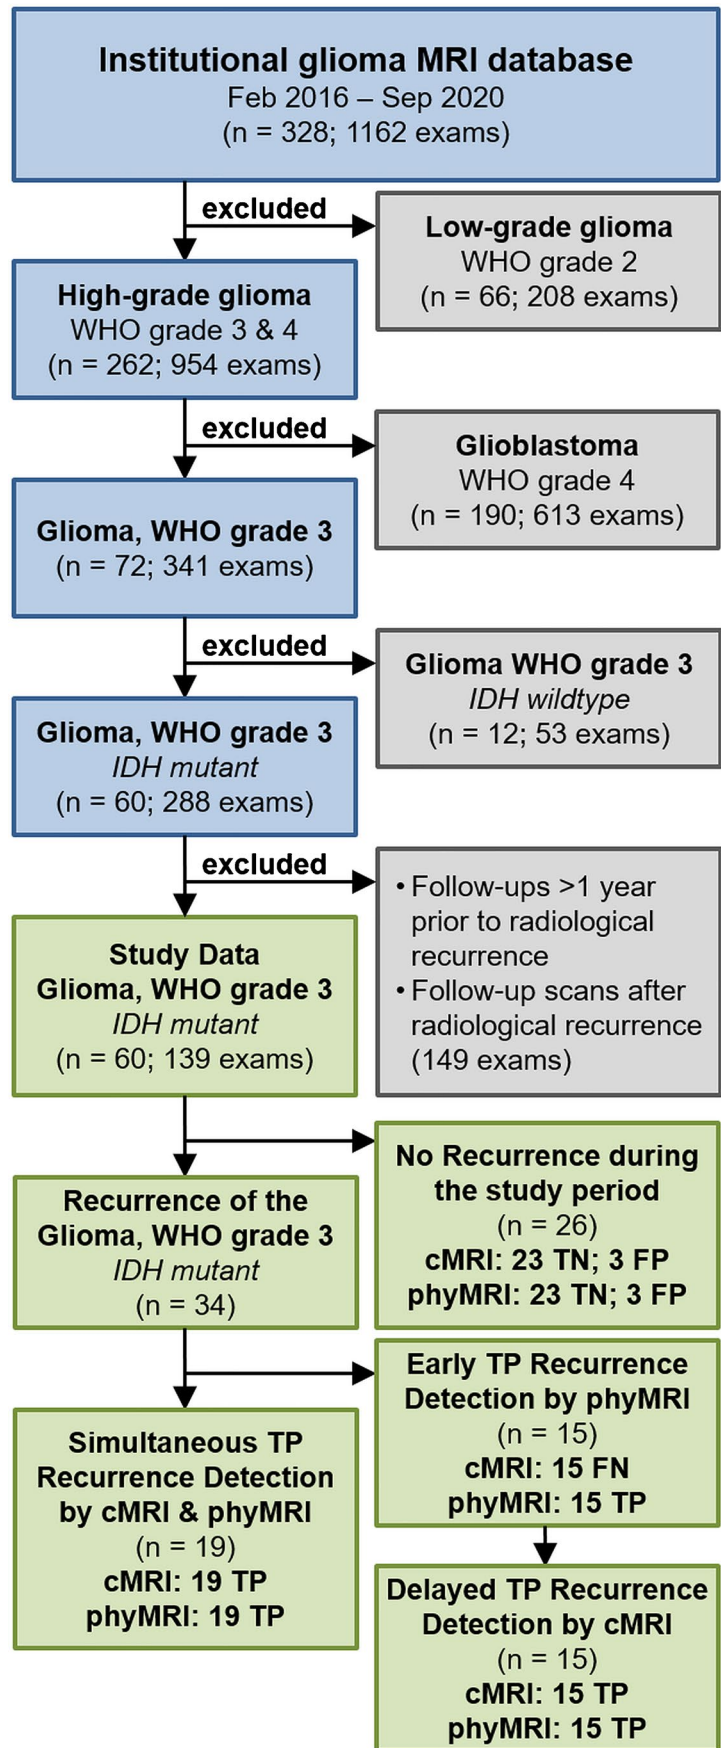 Institutional glioma MRI database
Feb 2016 – Sep 2020
(n = 328; 1162 exams)
excluded
Low-grade glioma
WHO grade 2
(n = 66; 208 exams)
High-grade glioma
WHO grade 3 & 4
(n = 262; 954 exams)
excluded
Glioblastoma
WHO grade 4
(n = 190; 613 exams)
Glioma, WHO grade 3
(n = 72; 341 exams)
excluded
Glioma WHO grade 3
IDH wildtype
(n = 12; 53 exams)
Glioma, WHO grade 3
IDH mutant
(n = 60; 288 exams)
excluded
• Follow-ups >1 year
prior to radiological
recurrence
• Follow-up scans after
radiological recurrence
(149 exams)
Study Data
Glioma, WHO grade 3
IDH mutant
(n = 60; 139 exams)
No Recurrence during
the study period
(n = 26)
cMRI: 23 TN; 3 FP
phyMRI: 23 TN; 3 FP
Recurrence of the
Glioma, WHO grade 3
IDH mutant
(n = 34)
Early TP Recurrence
Detection by phyMRI
(n = 15)
cMRI: 15 FN
phyMRI: 15 TP
Simultaneous TP
Recurrence Detection
by cMRI & phyMRI
(n = 19)
cMRI: 19 TP
phyMRI: 19 TP
Delayed TP Recurrence
Detection by cMRI
(n = 15)
cMRI: 15 TP
phyMRI: 15 TP